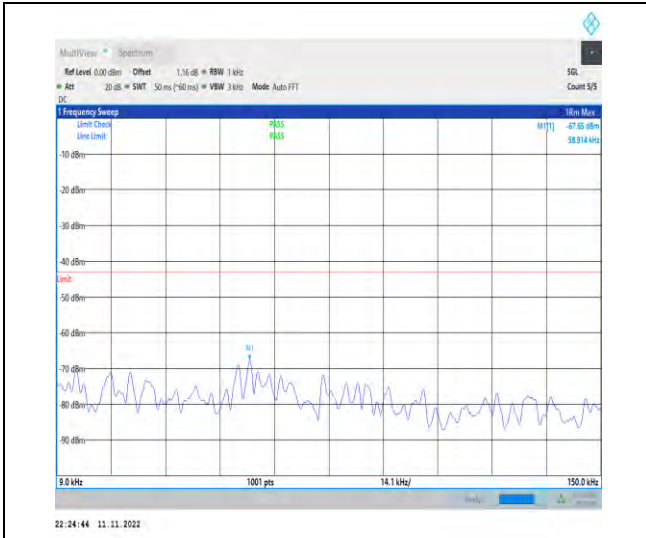 MultiView Spectrum
Ref Level 0.00 dBm Offset 1.16 dB RBW 1 kHz SGL
Att 20 dB SWT 50 ms (~60 ms) VBW 3 kHz Mode Auto FFT Count 5/5
DC
1 Frequency Sweep 1Rm Max
Limit Check PASS M1[1] -67.65 dBm
Line Limit PASS 58.914 kHz
-10 dBm
-20 dBm
-30 dBm
-40 dBm
Limit
-50 dBm
-60 dBm
M1
-70 dBm
-80 dBm
-90 dBm
9.0 kHz 1001 pts 14.1 kHz/ 150.0 kHz
Ready
22:24:44 11.11.2022